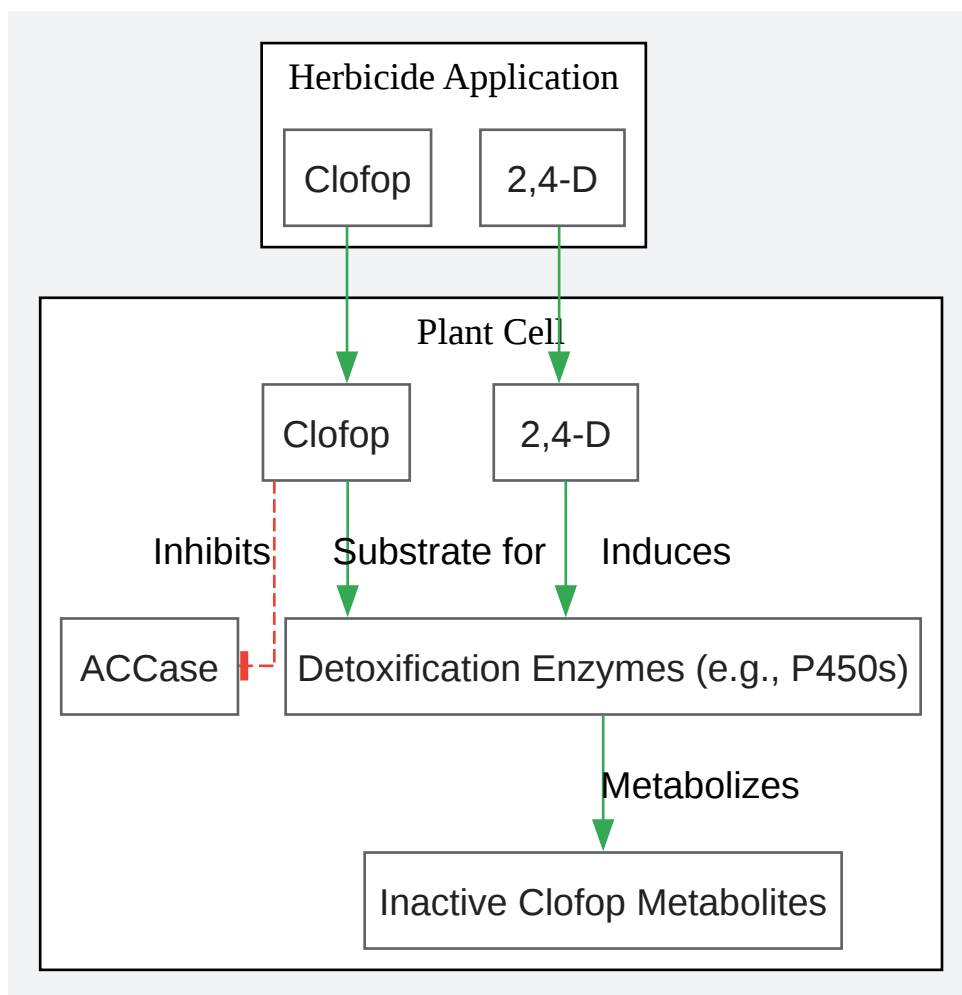 Herbicide Application
Clofop
2,4-D
Plant Cell
Clofop
2,4-D
Inhibits
Substrate for
Induces
ACCase
Detoxification Enzymes (e.g., P450s)
Metabolizes
Inactive Clofop Metabolites